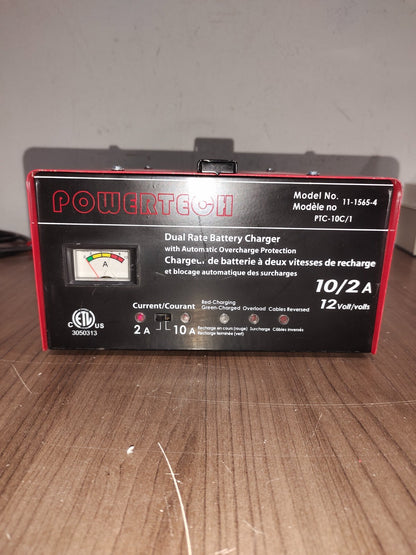 POWERTECH
Model No. 11-1565-4
Modèle no
PTC-10C/1
Dual Rate Battery Charger
with Automatic Overcharge Protection
Chargeur de batterie à deux vitesses de recharge
et blocage automatique des surcharges
A
10/2 A
12 Volt/volts
C ETL US
3050313
Current/Courant
2 A
10 A
Red-Charging
Green-Charged Overload Cables Reversed
Recharge en cours (rouge) Surcharge Câbles inversés
Recharge terminée (vert)